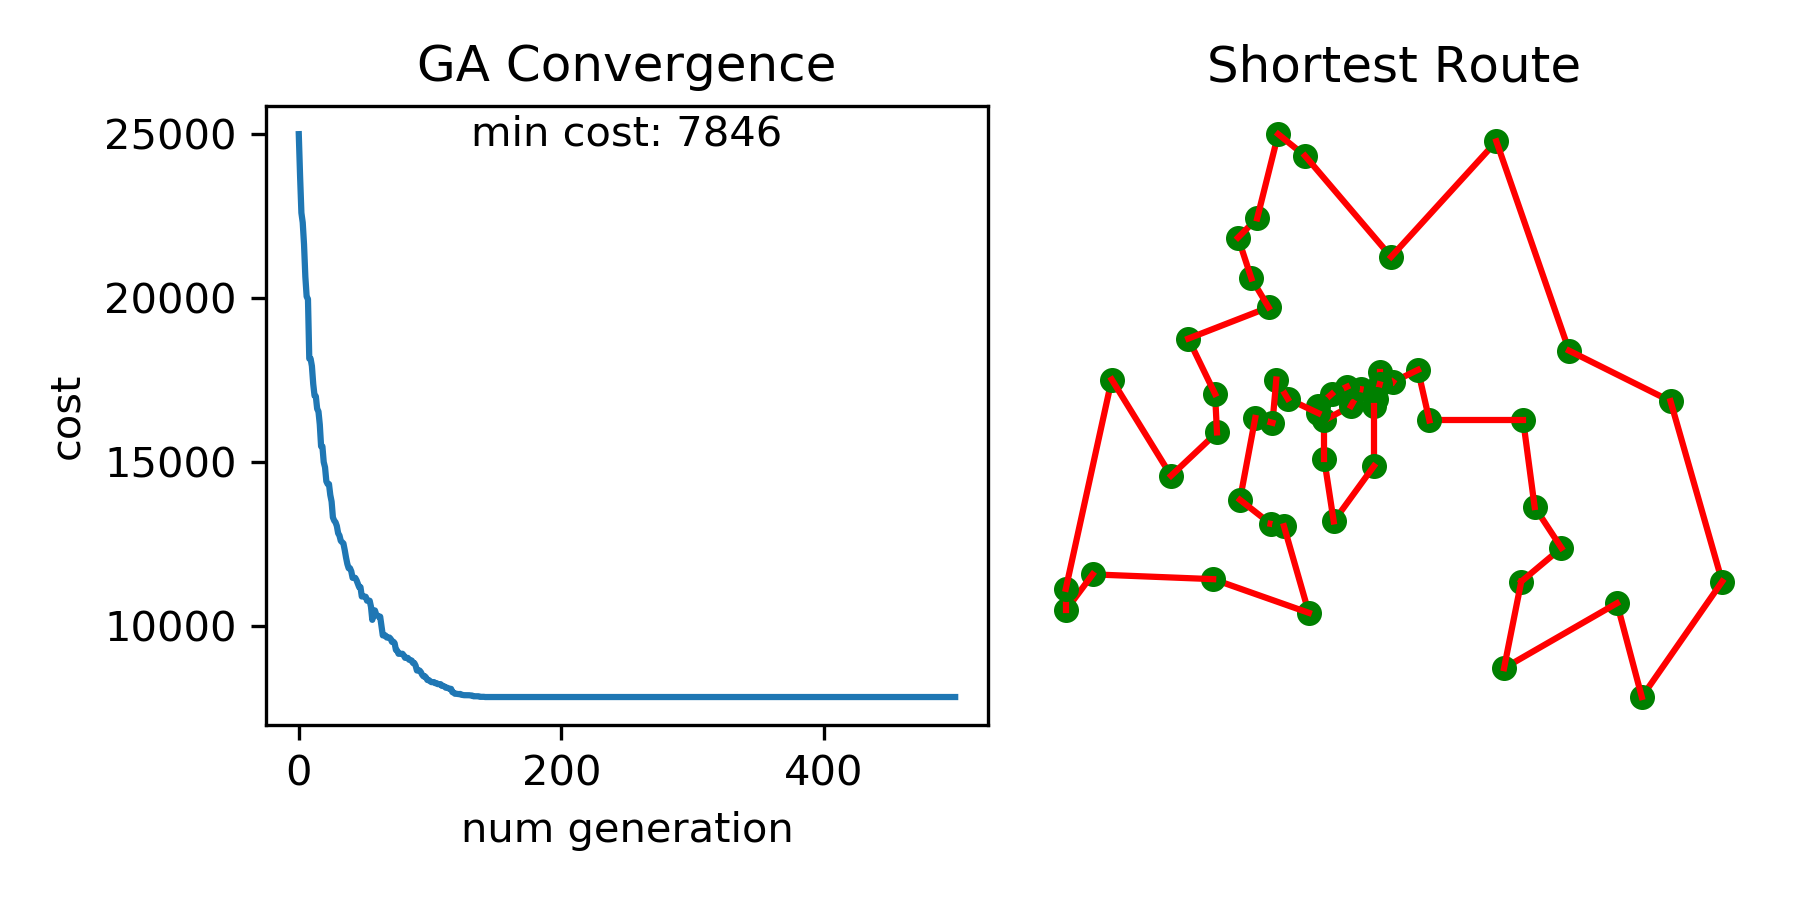 GA Convergence
min cost: 7846
25000
20000
15000
10000
cost
0 200 400
num generation
Shortest Route